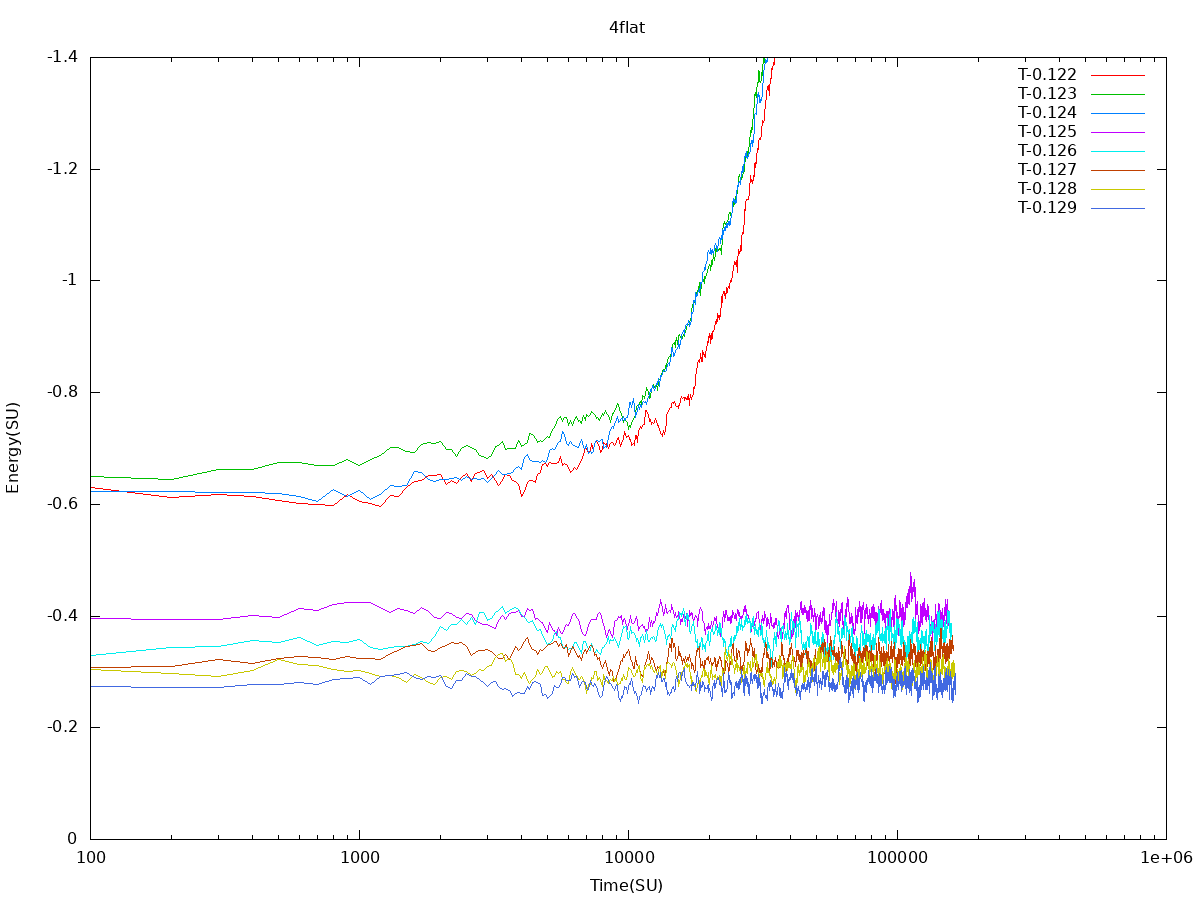 4flat
-1.4
-1.2
-1
-0.8
-0.6
-0.4
-0.2
0
Energy(SU)
T-0.122
T-0.123
T-0.124
T-0.125
T-0.126
T-0.127
T-0.128
T-0.129
100
1000
10000
100000
1e+06
Time(SU)